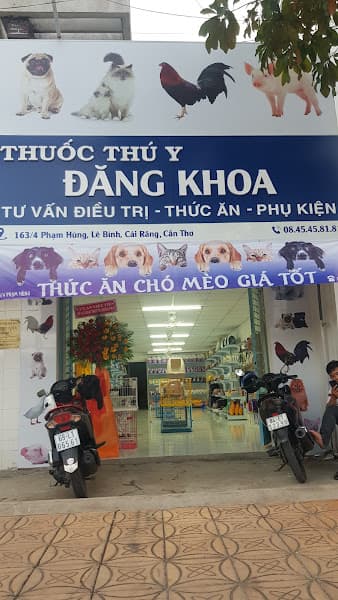 THUỐC THÚ Y
ĐĂNG KHOA
TƯ VẤN ĐIỀU TRỊ - THỨC ĂN - PHỤ KIỆN
163/4 Phạm Hùng, Lê Bình, Cái Răng, Cần Thơ
08.45.45.81.8
THỨC ĂN CHÓ MÈO GIÁ TỐT